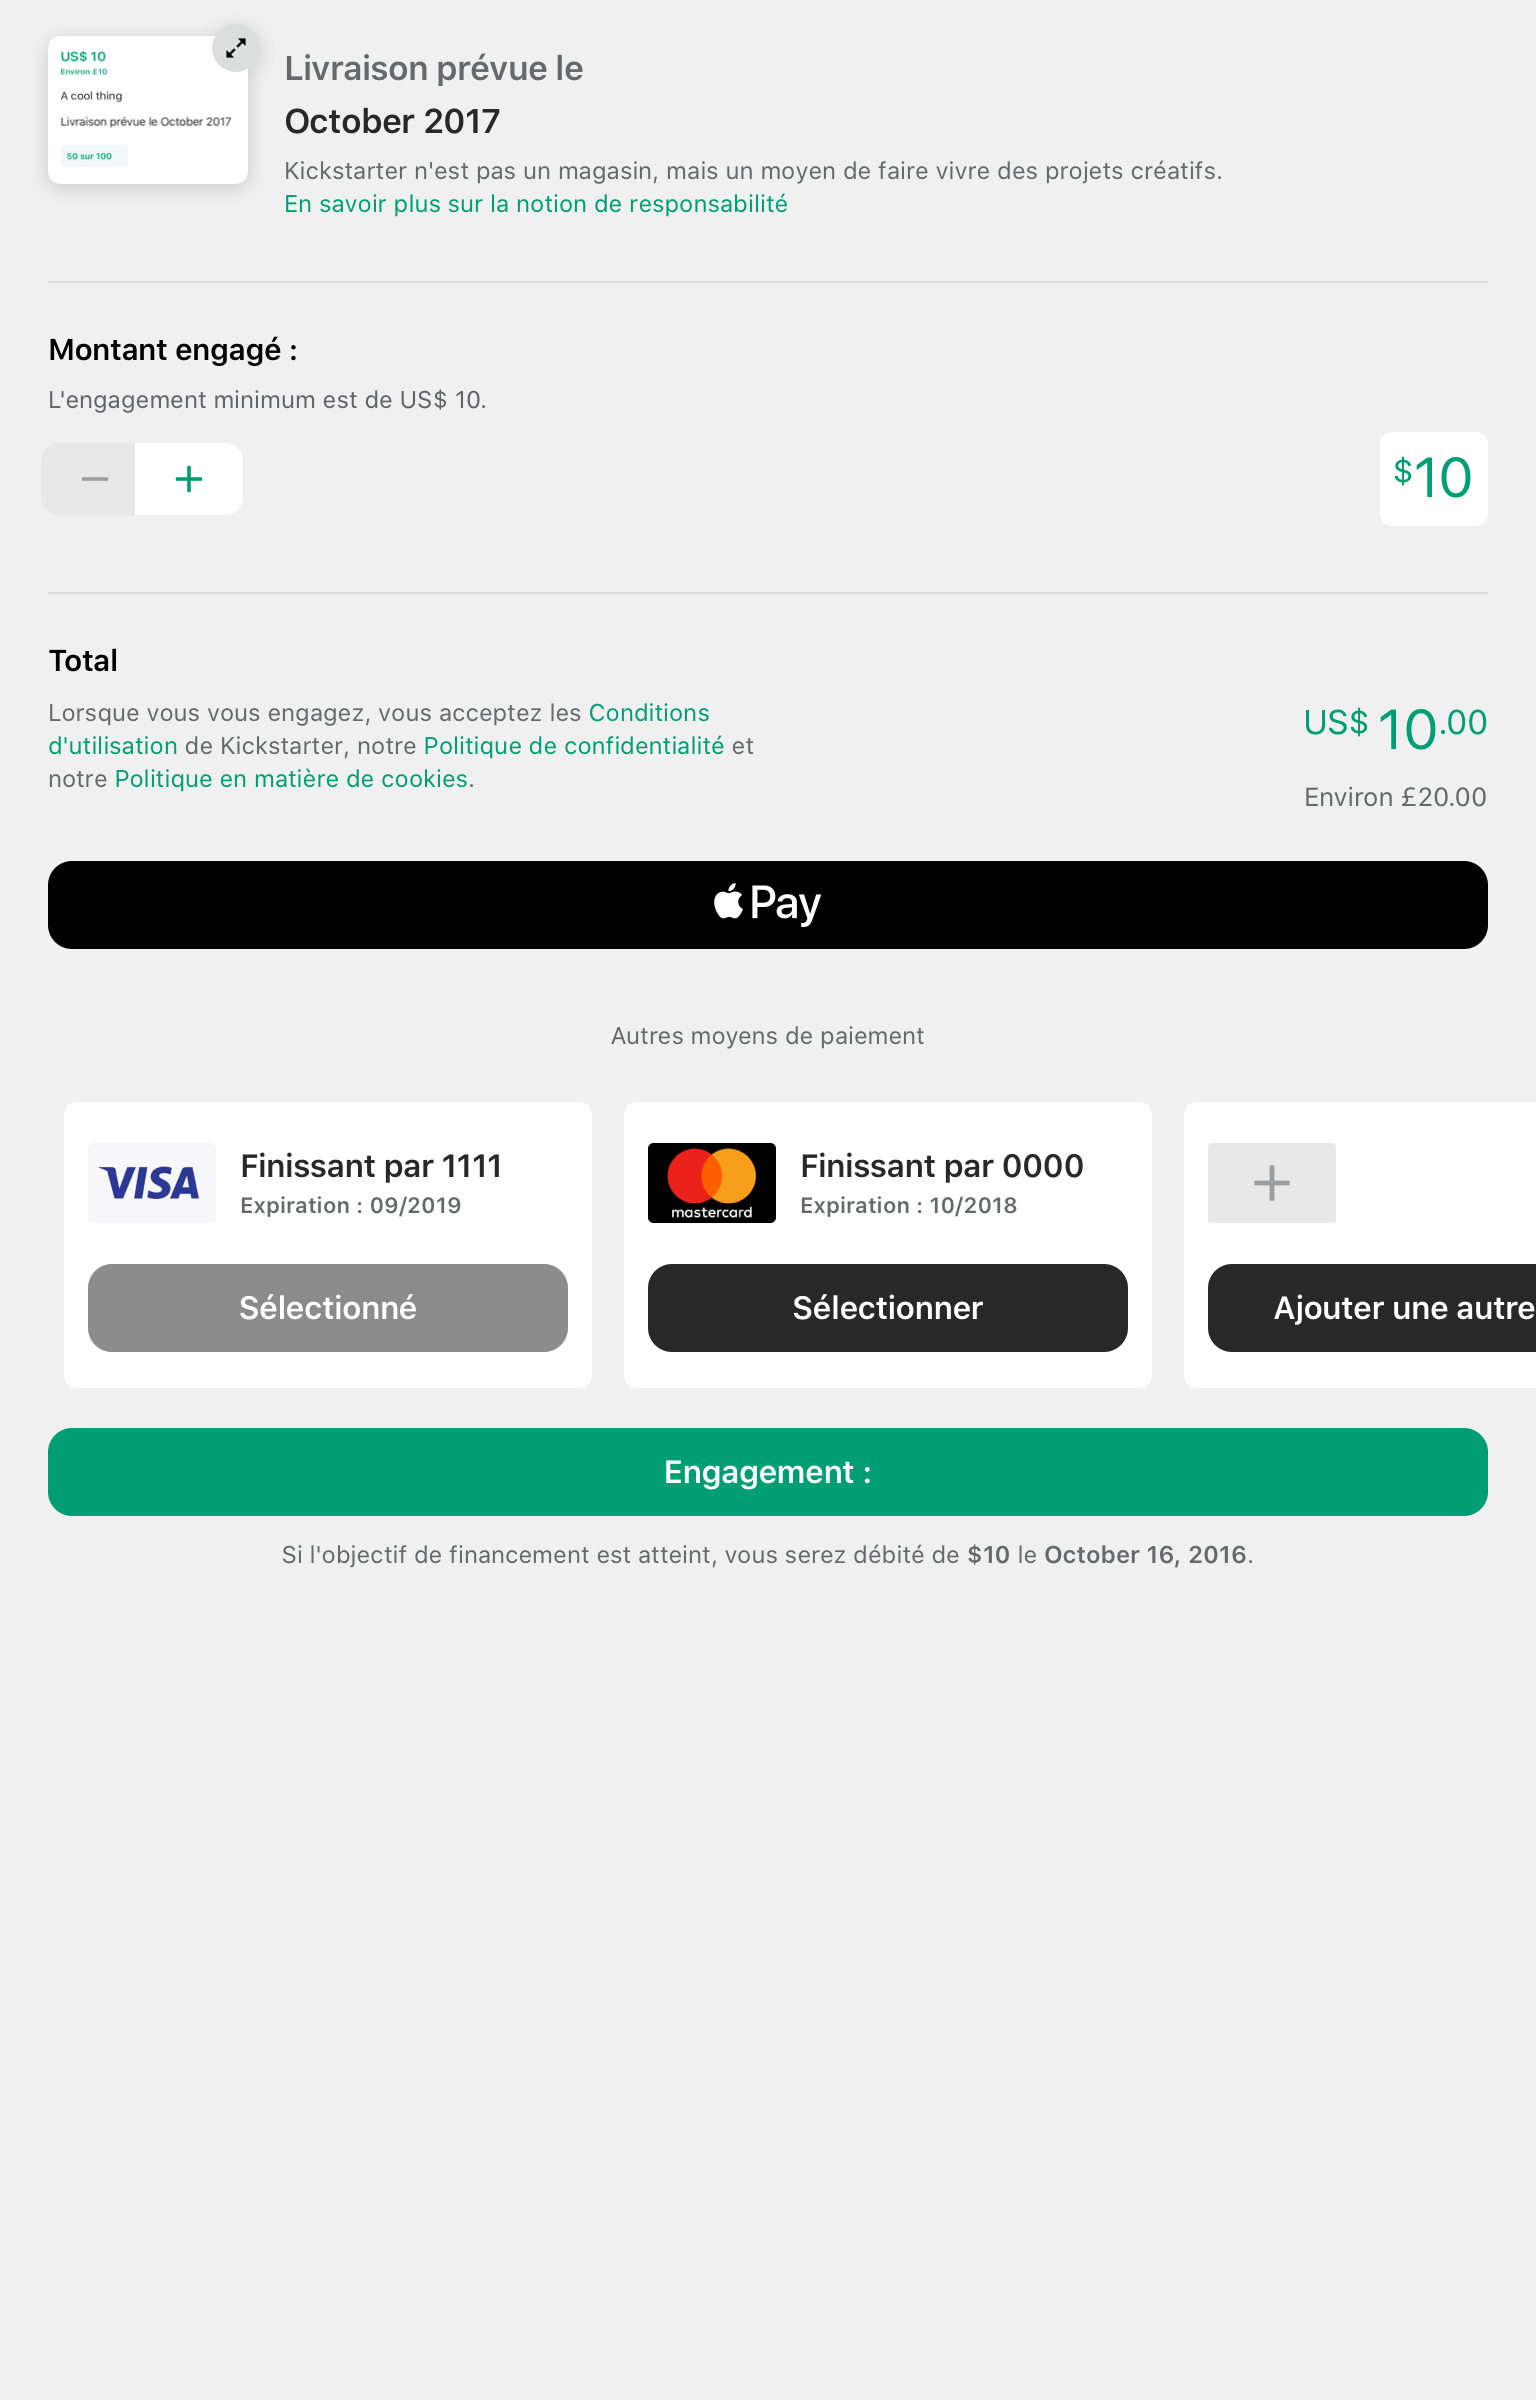 US$ 10
Environ £10
A cool thing
Livraison prévue le October 2017
50 sur 100
Livraison prévue le
October 2017
Kickstarter n'est pas un magasin, mais un moyen de faire vivre des projets créatifs.
En savoir plus sur la notion de responsabilité
Montant engagé :
L'engagement minimum est de US$ 10.
$10
Total
Lorsque vous vous engagez, vous acceptez les Conditions
d'utilisation de Kickstarter, notre Politique de confidentialité et
notre Politique en matière de cookies.
US$ 10.00
Environ £20.00
Pay
Autres moyens de paiement
VISA
Finissant par 1111
Expiration : 09/2019
Sélectionné
mastercard
Finissant par 0000
Expiration : 10/2018
Sélectionner
Ajouter une autre
Engagement :
Si l'objectif de financement est atteint, vous serez débité de $10 le October 16, 2016.